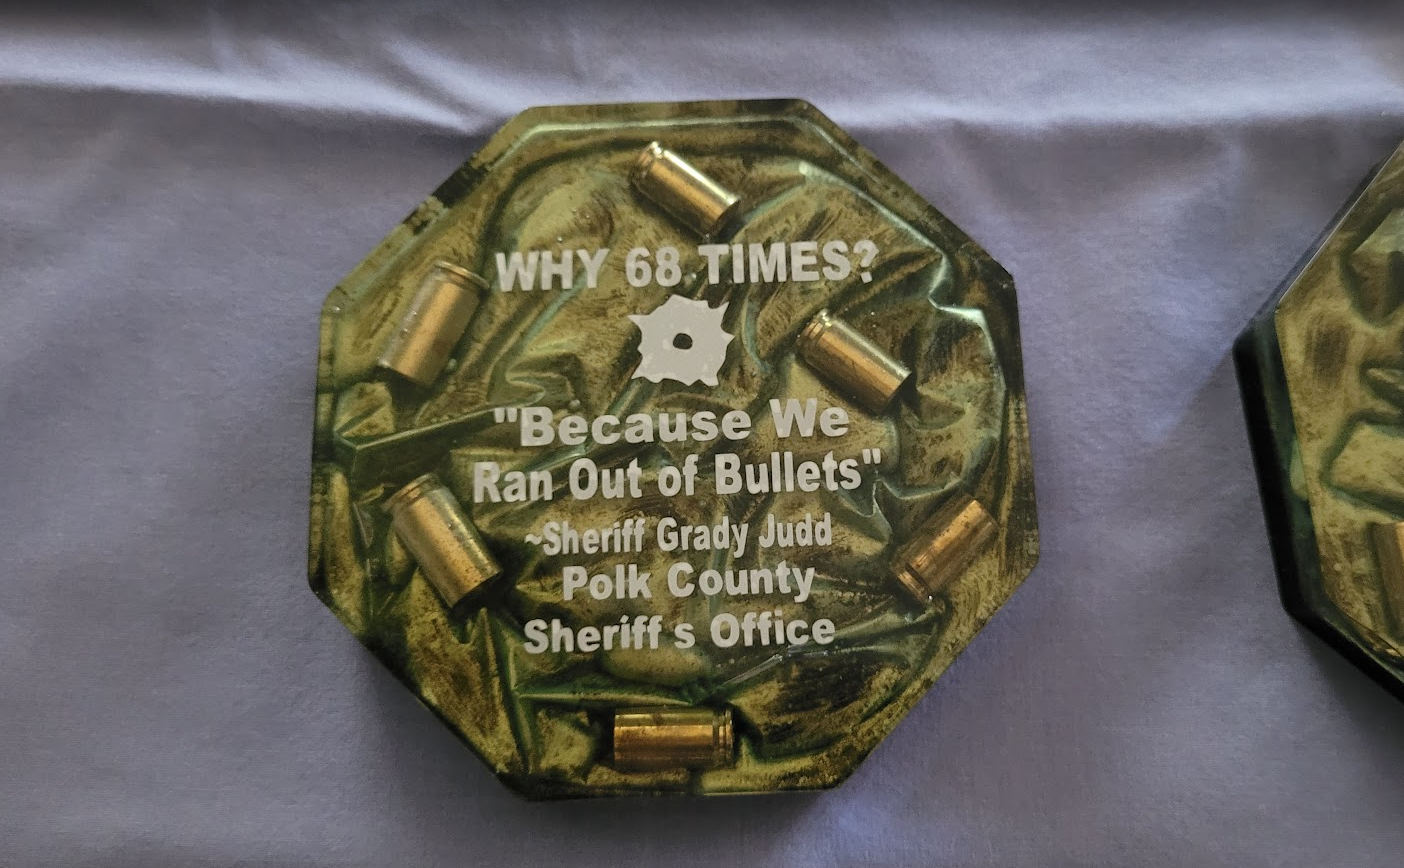 WHY 68 TIMES?
"Because We
Ran Out of Bullets"
~Sheriff Grady Judd
Polk County
Sheriff s Office